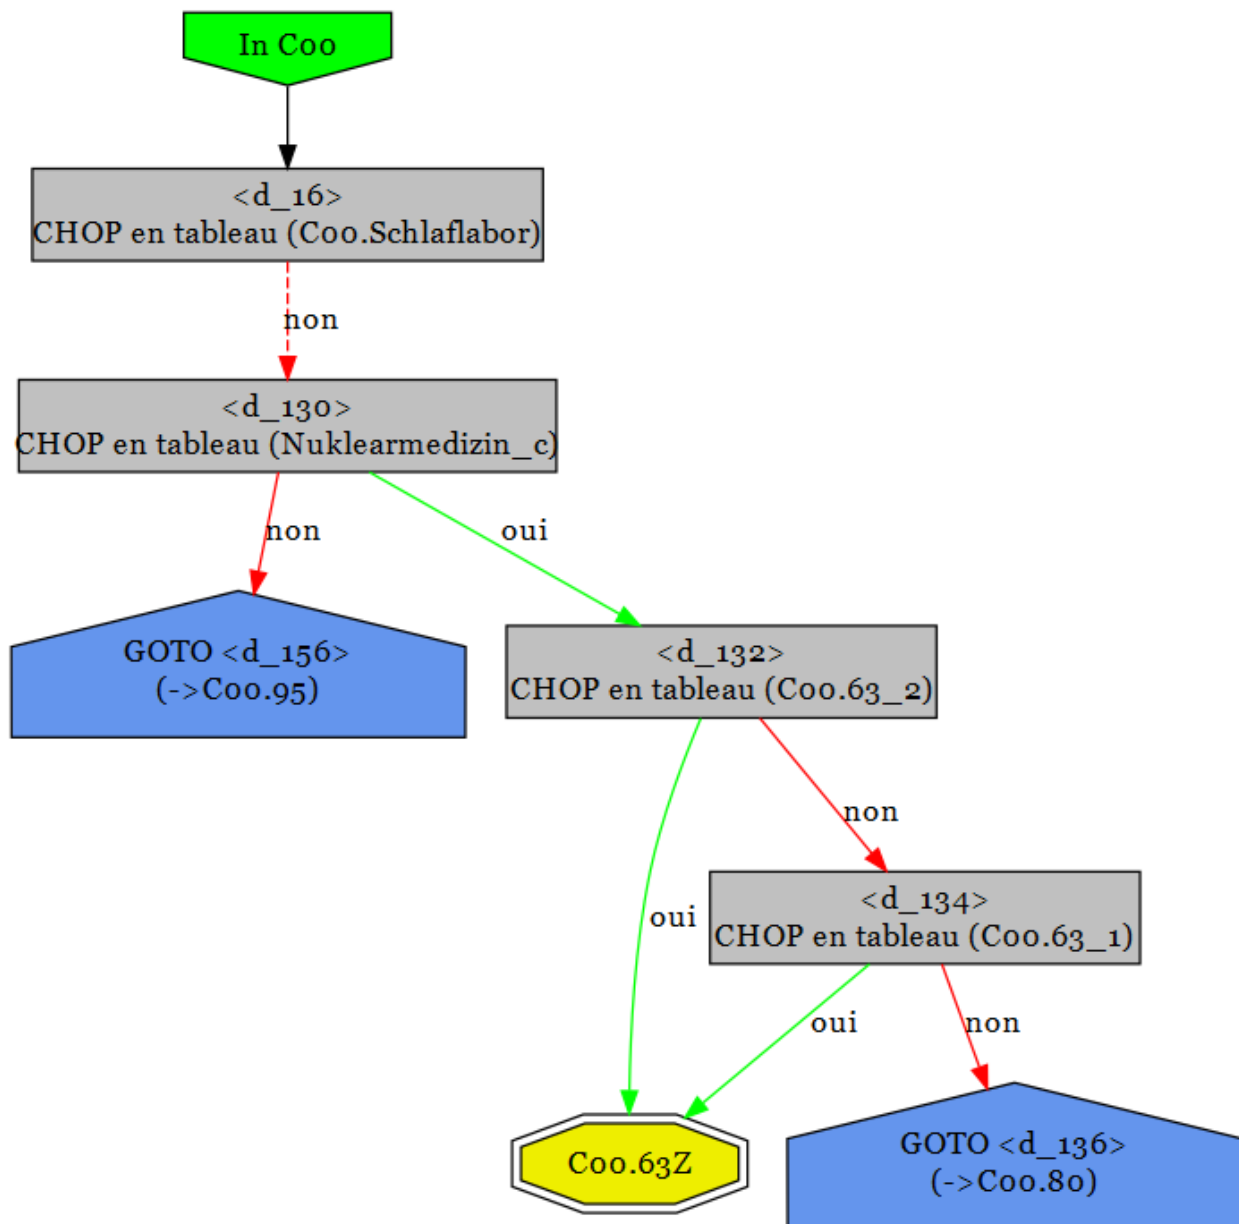 In C00
<d_16>
CHOP en tableau (C00.Schlaflabor)
non
<d_130>
CHOP en tableau (Nuklearmedizin_c)
non
oui
GOTO <d_156>
(->C00.95)
<d_132>
CHOP en tableau (C00.63_2)
non
oui
<d_134>
CHOP en tableau (C00.63_1)
oui
non
C00.63Z
GOTO <d_136>
(->C00.80)